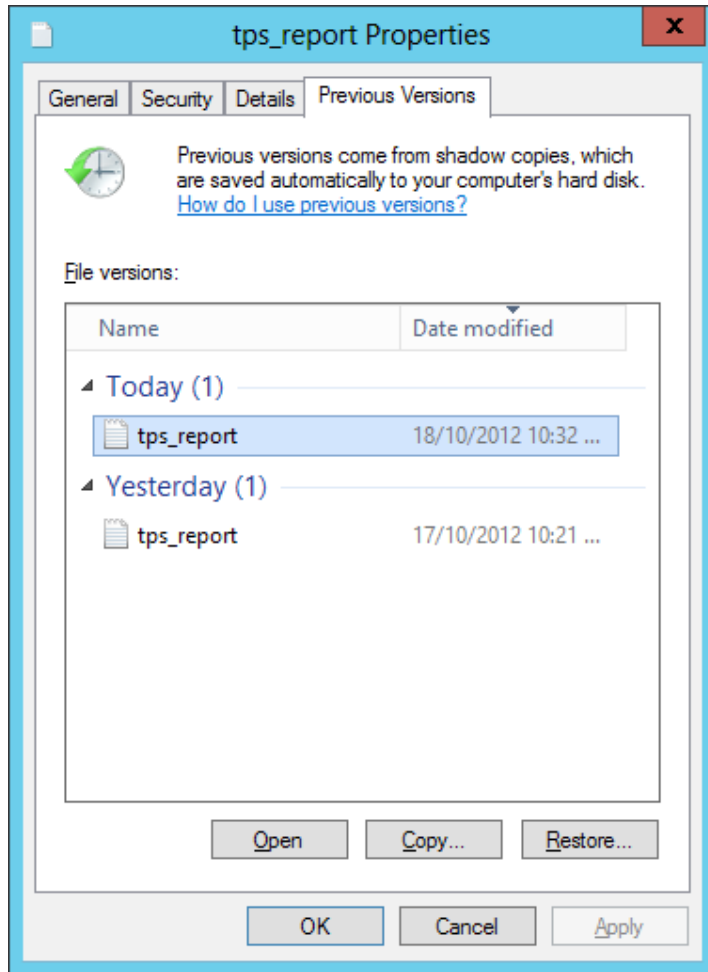 tps_report Properties
x
General Security Details Previous Versions
Previous versions come from shadow copies, which
are saved automatically to your computer's hard disk.
How do I use previous versions?
File versions:
Name Date modified
Today (1)
tps_report 18/10/2012 10:32 ...
Yesterday (1)
tps_report 17/10/2012 10:21 ...
Open Copy... Restore...
OK Cancel Apply